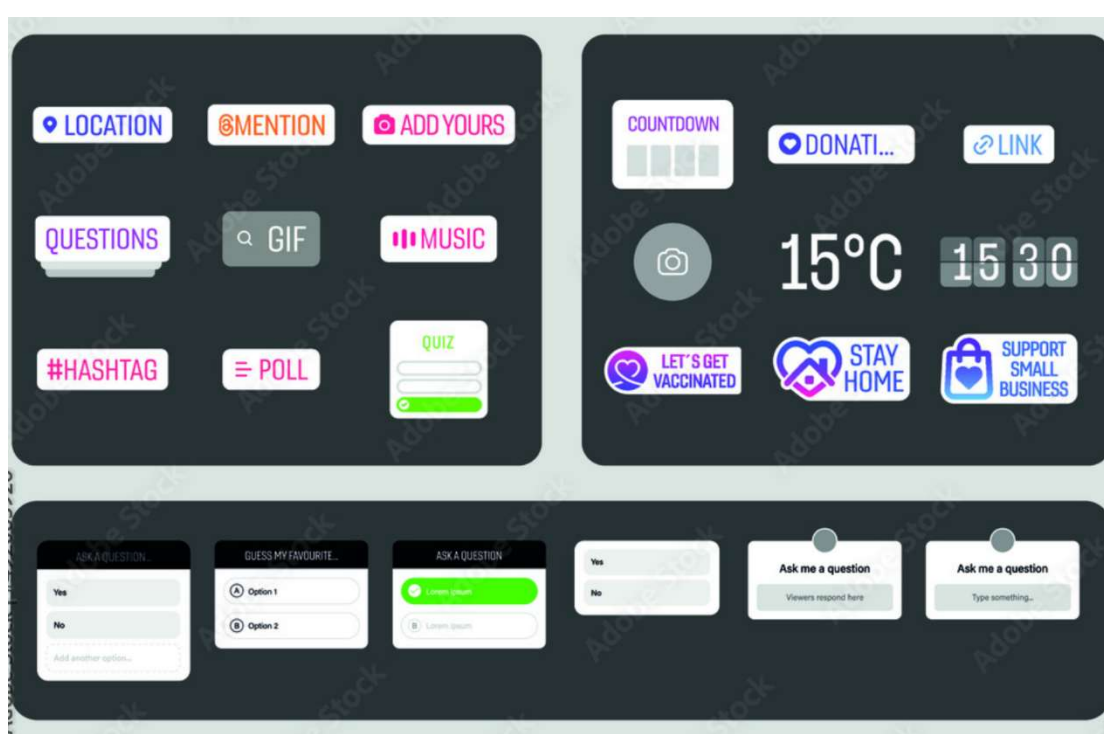 LOCATION
@MENTION
ADD YOURS
QUESTIONS
GIF
MUSIC
#HASHTAG
POLL
QUIZ
COUNTDOWN
DONATI...
LINK
15°C
15 30
LET´S GET
VACCINATED
STAY
HOME
SUPPORT
SMALL
BUSINESS
ASK A QUESTION...
Yes
No
Add another option...
GUESS MY FAVOURITE...
A Option 1
B Option 2
ASK A QUESTION
Lorem ipsum
B Lorem ipsum
Yes
No
Ask me a question
Viewers respond here
Ask me a question
Type something...
Adobe Stock